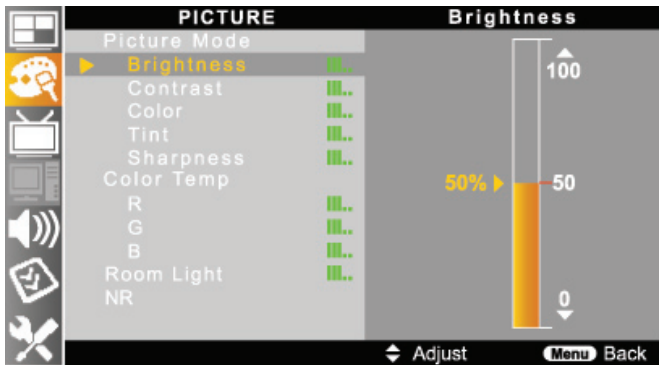 PICTURE
Picture Mode
Brightness
Contrast
Color
Tint
Sharpness
Color Temp
R
G
B
Room Light
NR
Brightness
100
50% 50
0
Adjust Menu Back